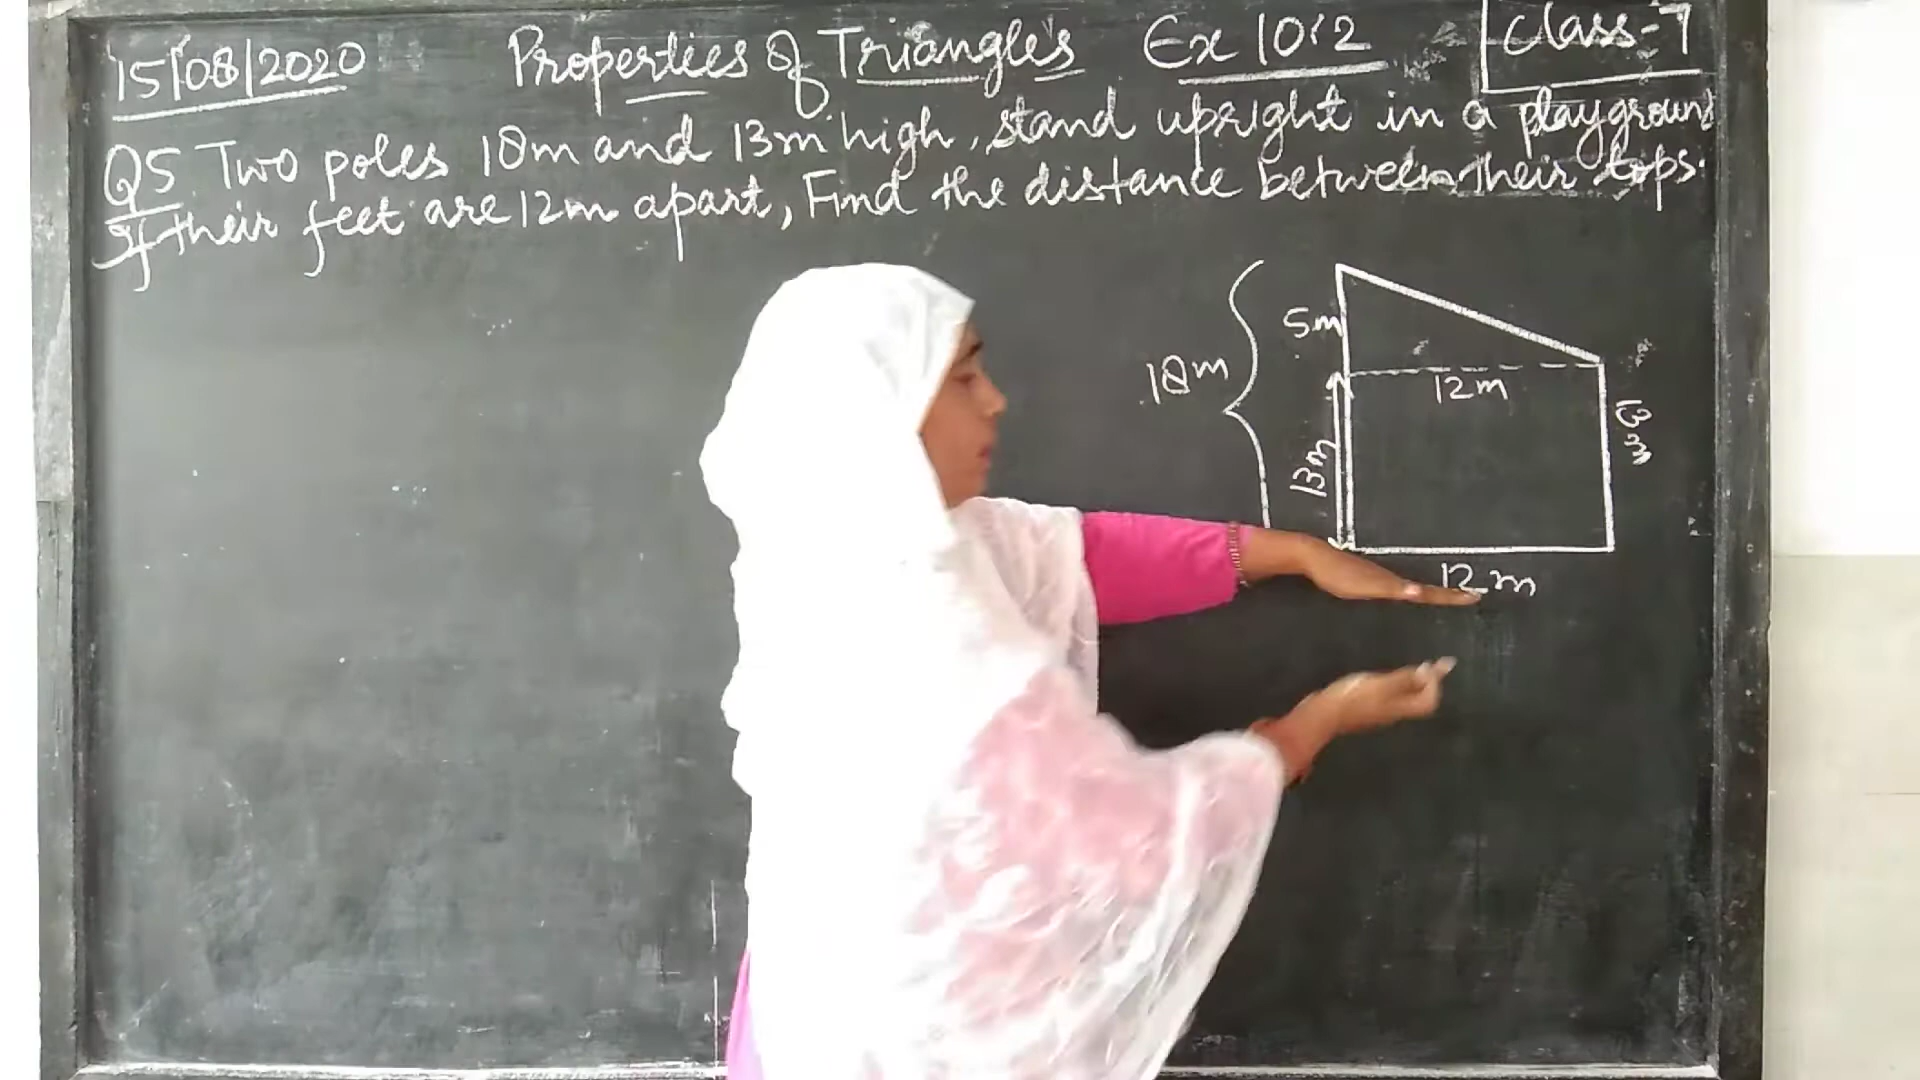 15/08/2020 Properties of Triangles Ex 10.2 Class-7
Q5 Two poles 18m and 13m high, stand upright in a playground
If their feet are 12m apart, Find the distance between their tops.
5m
18m
12m
13m
13m
12m